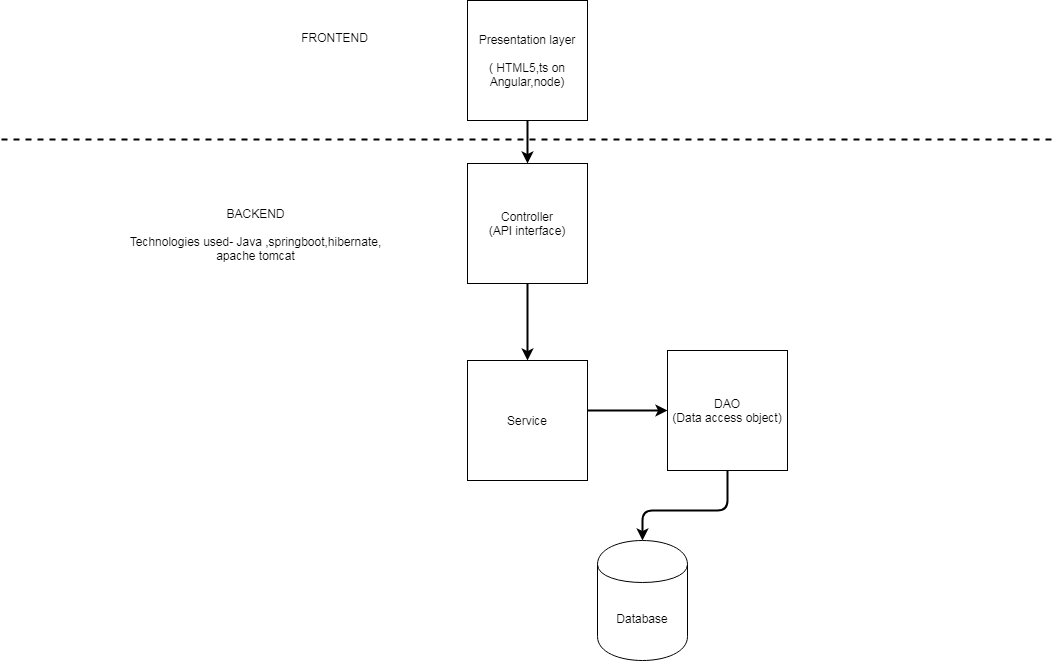 FRONTEND
Presentation layer
( HTML5,ts on
Angular,node)
BACKEND
Technologies used- Java ,springboot,hibernate,
apache tomcat
Controller
(API interface)
Service
DAO
(Data access object)
Database